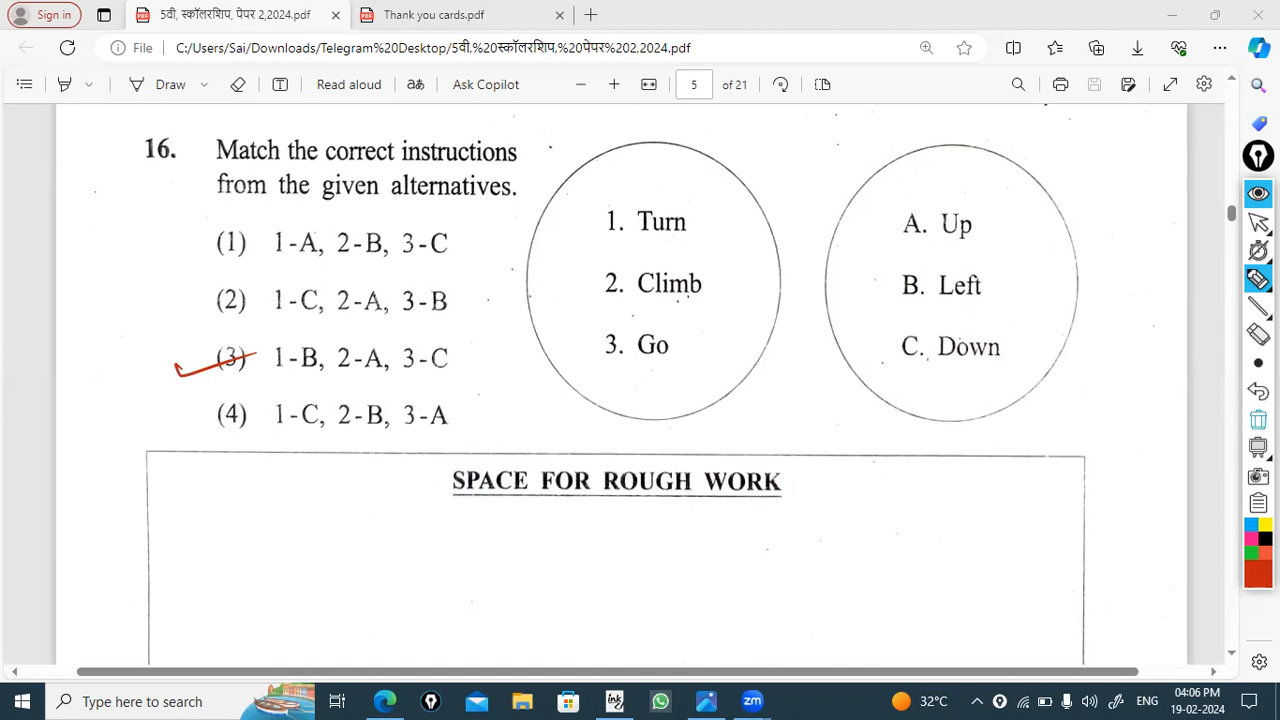 Sign in
5वी, स्कॉलरशिप, पेपर 2,2024.pdf
Thank you cards.pdf
File
C:/Users/Sai/Downloads/Telegram%20Desktop/5वी,%20स्कॉलरशिप,%20पेपर%202,2024.pdf
Draw
Read aloud
aあ
Ask Copilot
5
of 21
16. Match the correct instructions
from the given alternatives.
(1) 1-A, 2-B, 3-C
(2) 1-C, 2-A, 3-B
(3) 1-B, 2-A, 3-C
(4) 1-C, 2-B, 3-A
1. Turn
2. Climb
3. Go
A. Up
B. Left
C. Down
SPACE FOR ROUGH WORK
Type here to search
ink
zm
32°C
ENG
04:06 PM
19-02-2024